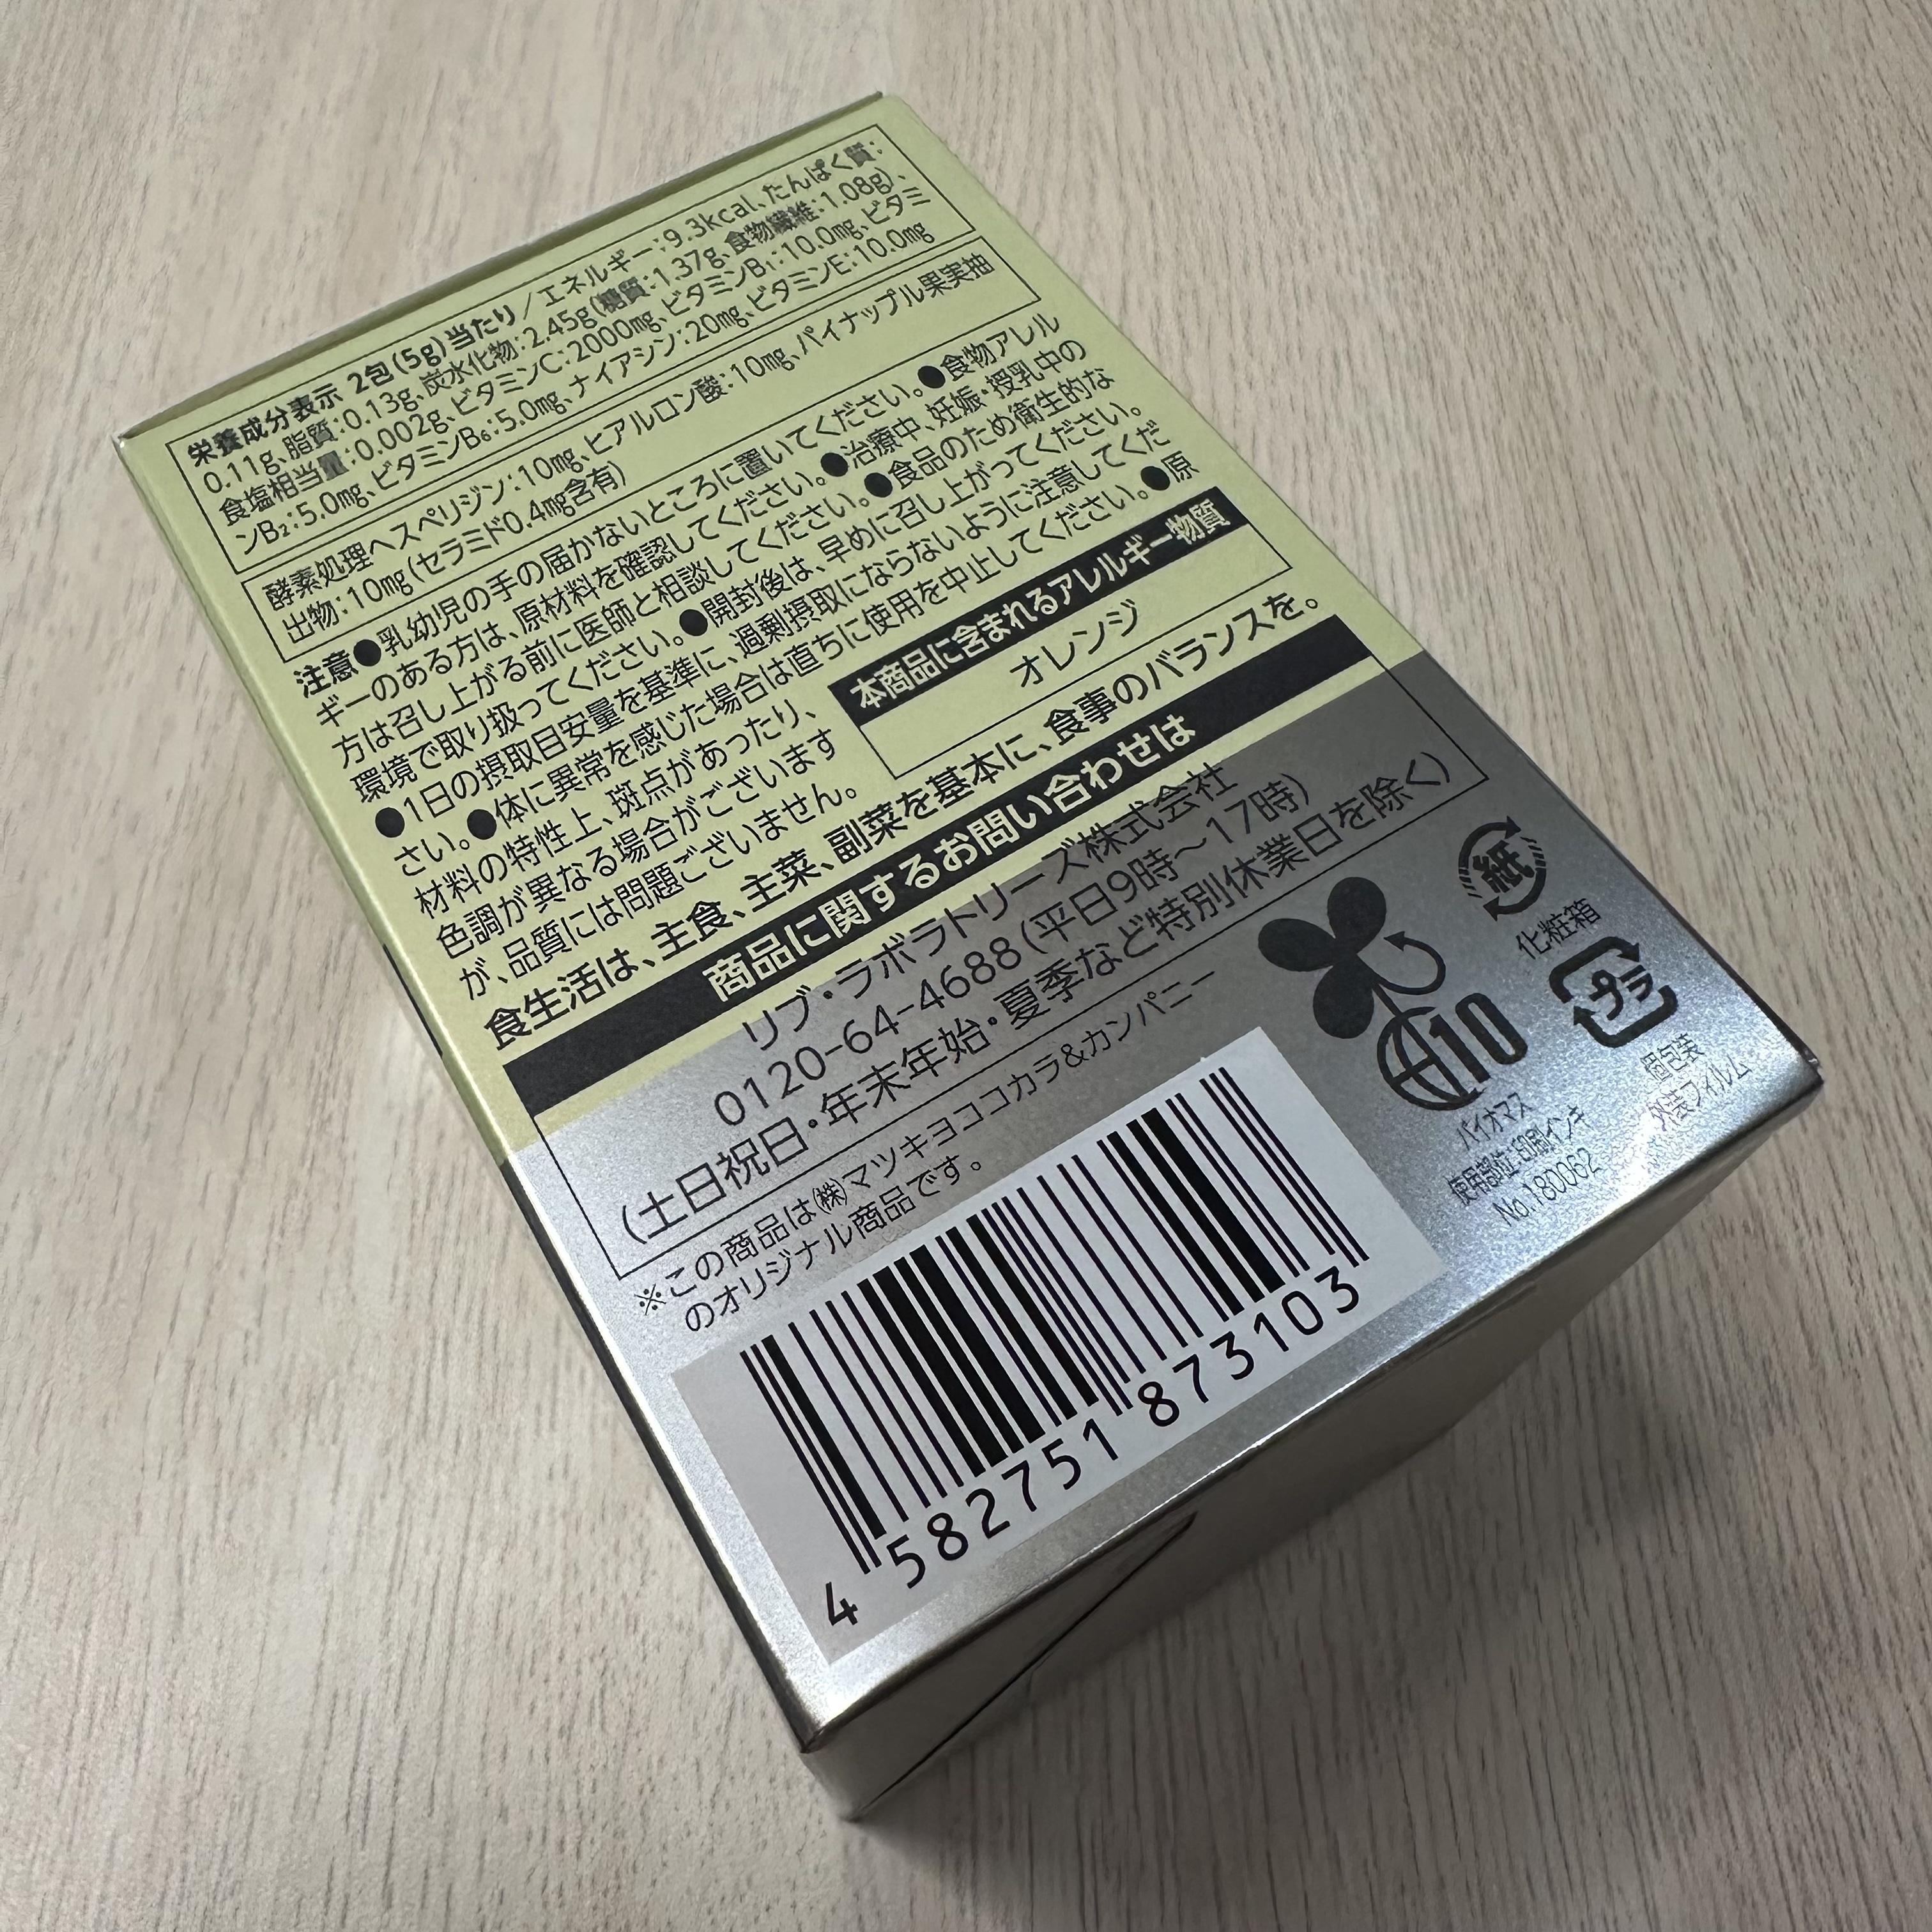 栄養成分表示 2包(5g)当たり／エネルギー:9.3kcal、たんぱく質:
0.11g、脂質:0.13g、炭水化物:2.45g(糖質:1.37g、食物繊維:1.08g)、
食塩相当量:0.002g、ビタミンC:2000mg、ビタミンB₁:10.0mg、ビタミ
ンB₂:5.0mg、ビタミンB₆:5.0mg、ナイアシン:20mg、ビタミンE:10.0mg
酵素処理ヘスペリジン:10mg、ヒアルロン酸:10mg、パイナップル果実抽
出物:10mg(セラミド0.4mg含有)
注意●乳幼児の手の届かないところに置いてください。●食物アレル
ギーのある方は、原材料を確認してください。●治療中、妊娠・授乳中の
方は召し上がる前に医師と相談してください。●食品のため衛生的な
環境で取り扱ってください。●開封後は、早めに召し上がってください。
●1日の摂取目安量を基準に、過剰摂取にならないように注意してくだ
さい。●体に異常を感じた場合は直ちに使用を中止してください。●原
材料の特性上、斑点があったり、
色調が異なる場合がございます
が、品質には問題ございません。
本商品に含まれるアレルギー物質
オレンジ
食生活は、主食、主菜、副菜を基本に、食事のバランスを。
商品に関するお問い合わせは
リブ・ラボラトリーズ株式会社
0120-64-4688(平日9時〜17時)
(土日祝日・年末年始・夏季など特別休業日を除く)
※この商品は㈱マツキヨココカラ&カンパニー
のオリジナル商品です。
4 582751 873103
10
バイオマス
使用部位:印刷インキ
No.180062
紙
化粧箱
プラ
個包装
外装フィルム